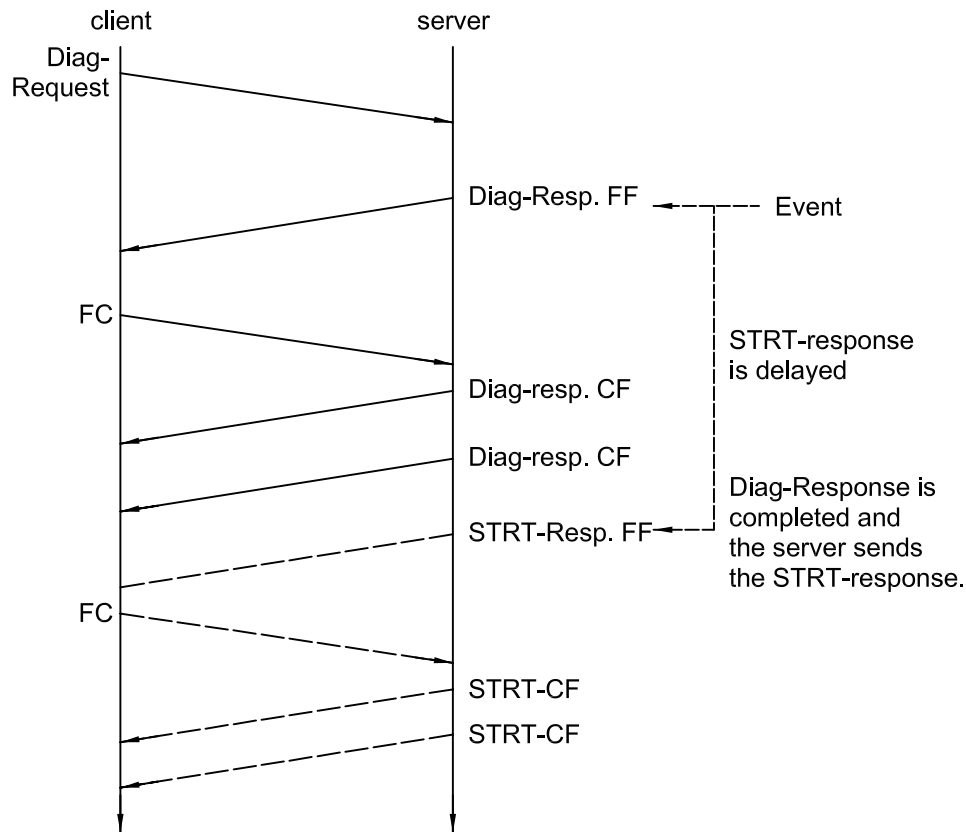 client
server
Diag-
Request
Diag-Resp. FF
Event
FC
STRT-response
is delayed
Diag-resp. CF
Diag-resp. CF
Diag-Response is
completed and
the server sends
the STRT-response.
STRT-Resp. FF
FC
STRT-CF
STRT-CF